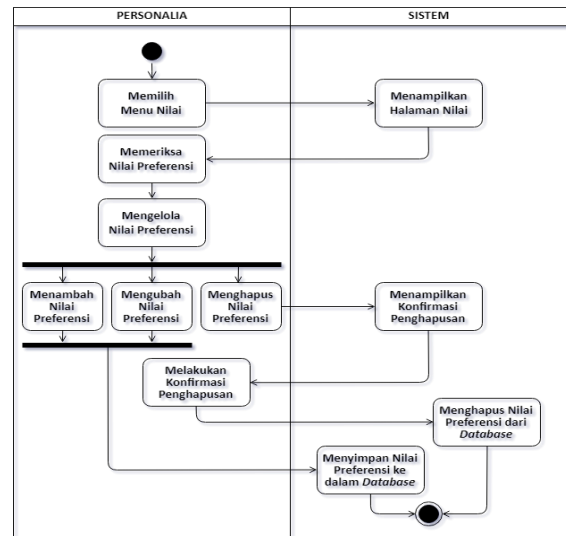 PERSONALIA
SISTEM
Memilih
Menu Nilai
Menampilkan
Halaman Nilai
Memeriksa
Nilai Preferensi
Mengelola
Nilai Preferensi
Menambah
Nilai
Preferensi
Mengubah
Nilai
Preferensi
Menghapus
Nilai
Preferensi
Menampilkan
Konfirmasi
Penghapusan
Melakukan
Konfirmasi
Penghapusan
Menghapus Nilai
Preferensi dari
Database
Menyimpan Nilai
Preferensi ke
dalam Database